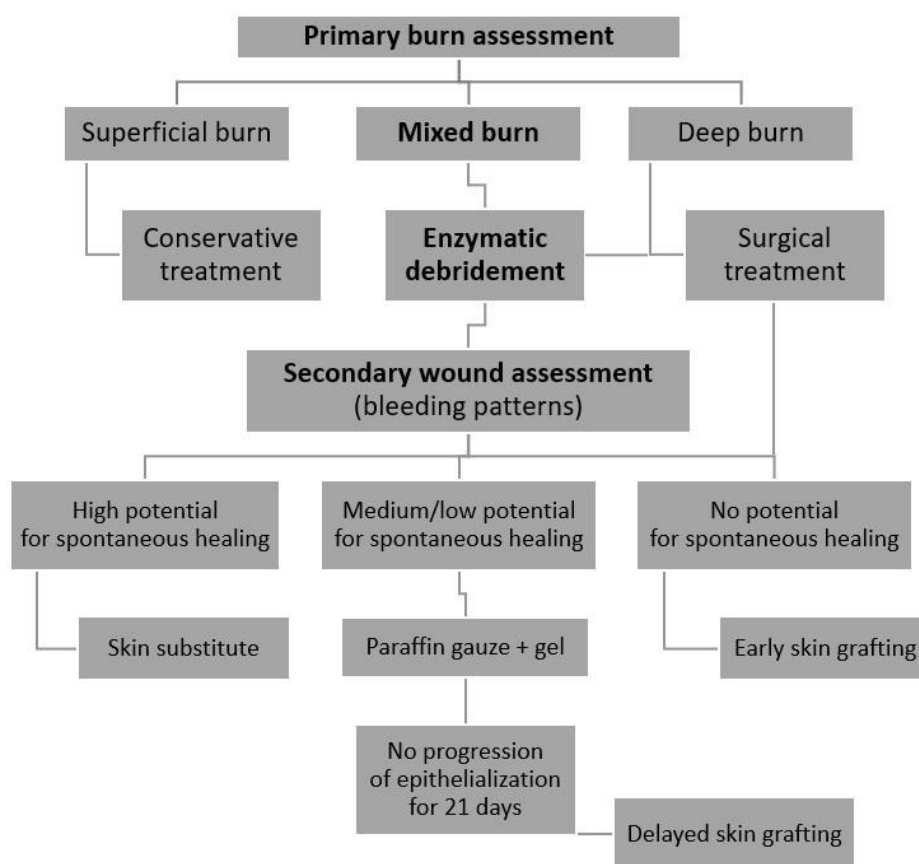 Primary burn assessment
Superficial burn
Mixed burn
Deep burn
Conservative
treatment
Enzymatic
debridement
Surgical
treatment
Secondary wound assessment
(bleeding patterns)
High potential
for spontaneous healing
Medium/low potential
for spontaneous healing
No potential
for spontaneous healing
Skin substitute
Paraffin gauze + gel
Early skin grafting
No progression
of epithelialization
for 21 days
Delayed skin grafting